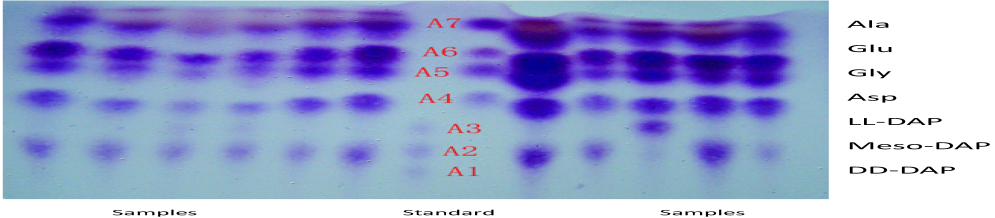 A7
A6
A5
A4
A3
A2
A1
Ala
Glu
Gly
Asp
LL-DAP
Meso-DAP
DD-DAP
Samples
Standard
Samples